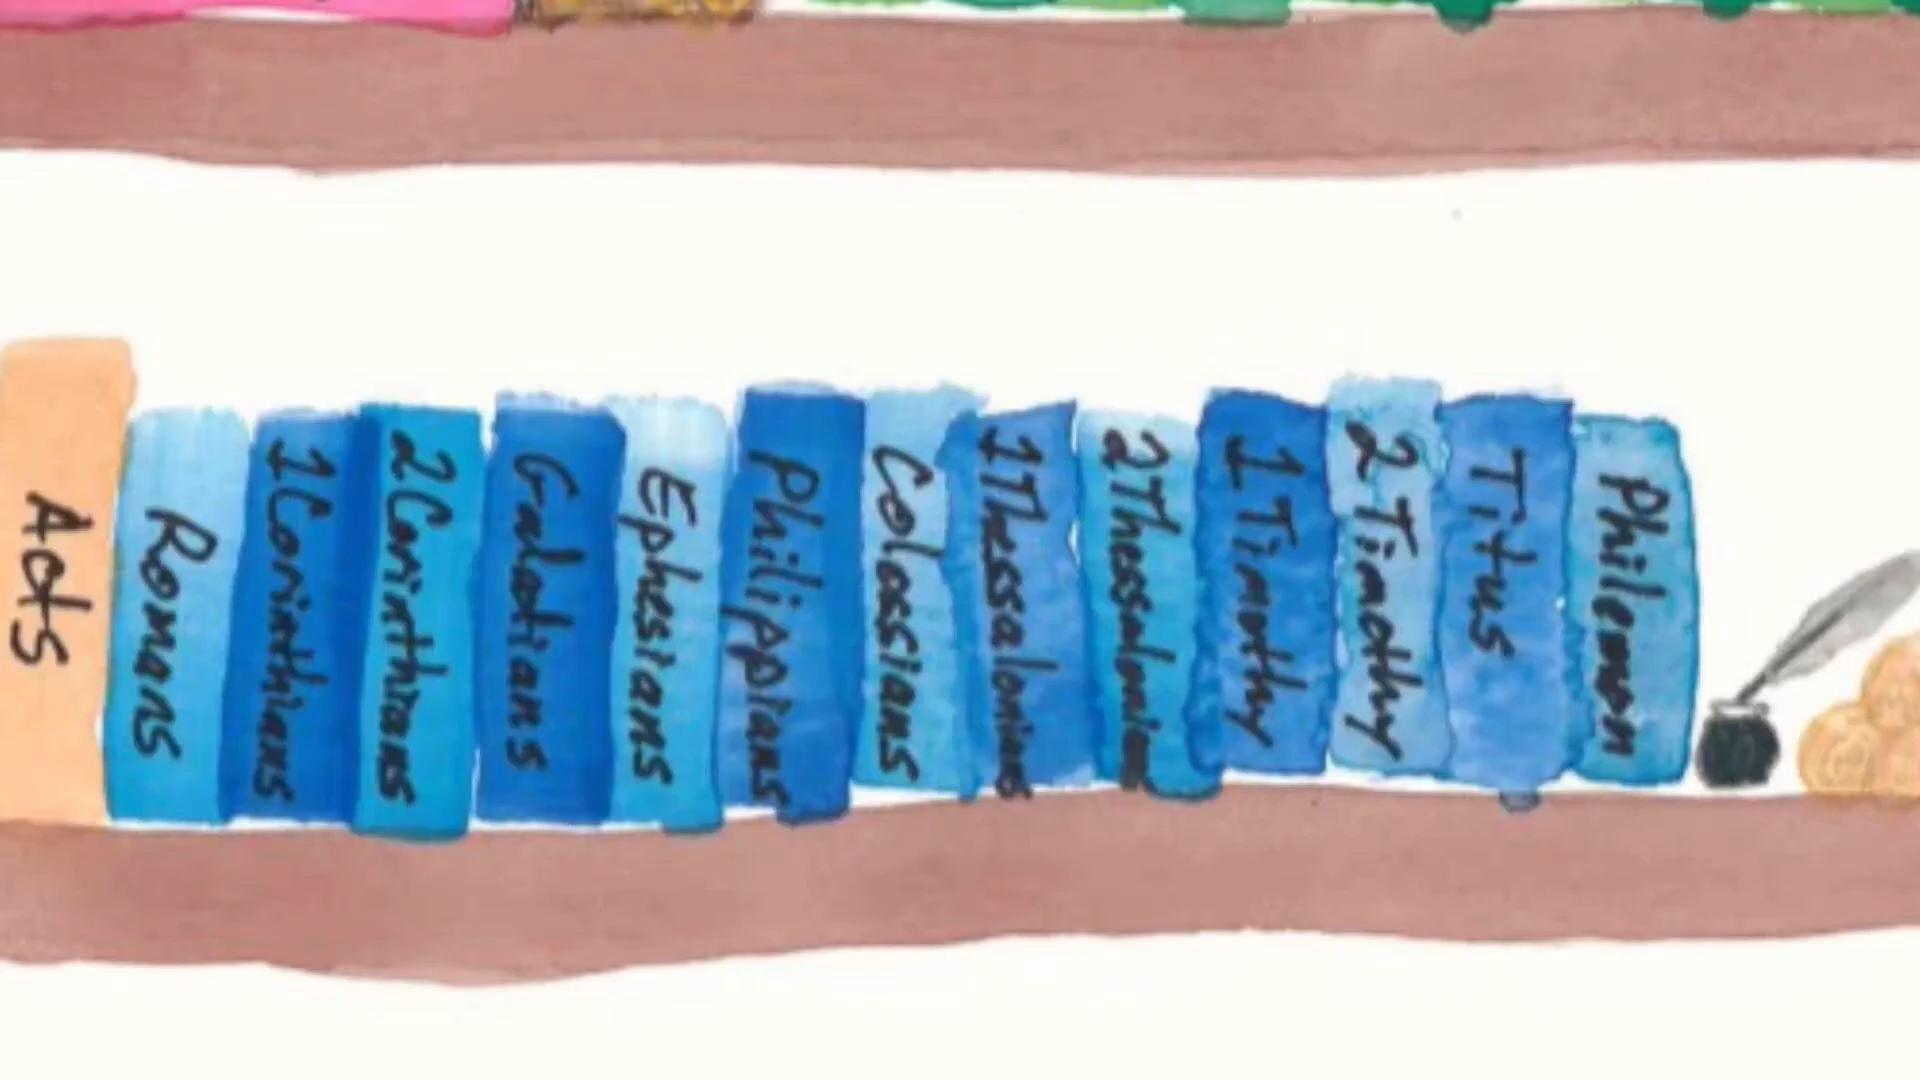 Acts
Romans
1 Corinthians
2 Corinthians
Galatians
Ephesians
Philippians
Colossians
1 Thessalonians
2 Thessalonians
1 Timothy
2 Timothy
Titus
Philemon